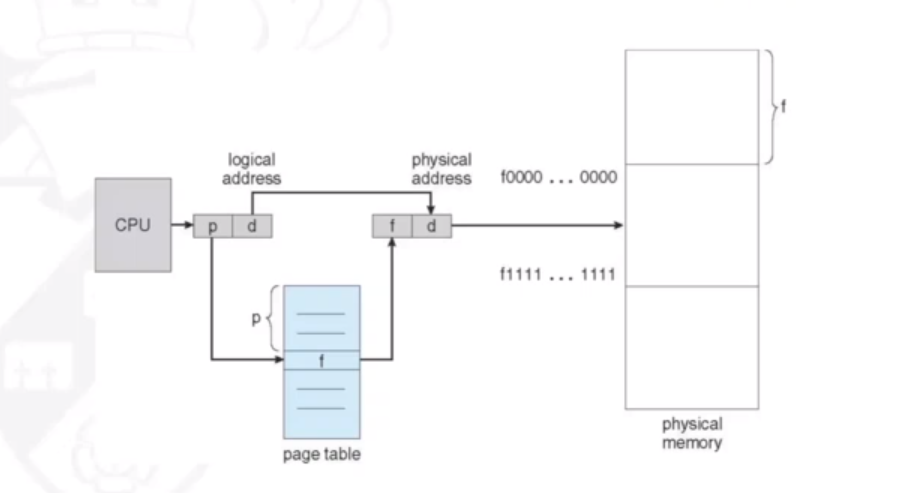 logical
address
physical
address
f0000 ... 0000
f
CPU
p
d
f
d
f1111 ... 1111
p
f
page table
physical
memory